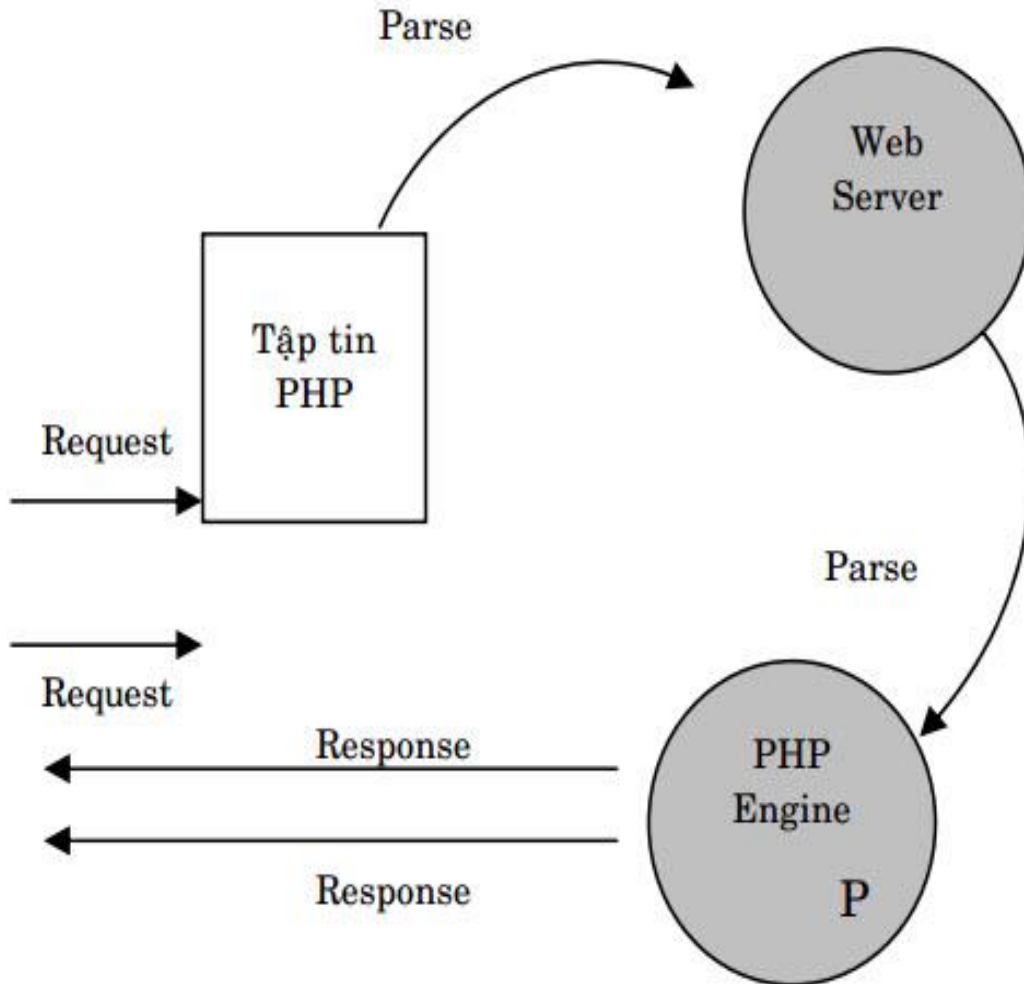 Parse
Web
Server
Tập tin
PHP
Request
Parse
Request
Response
PHP
Engine
P
Response